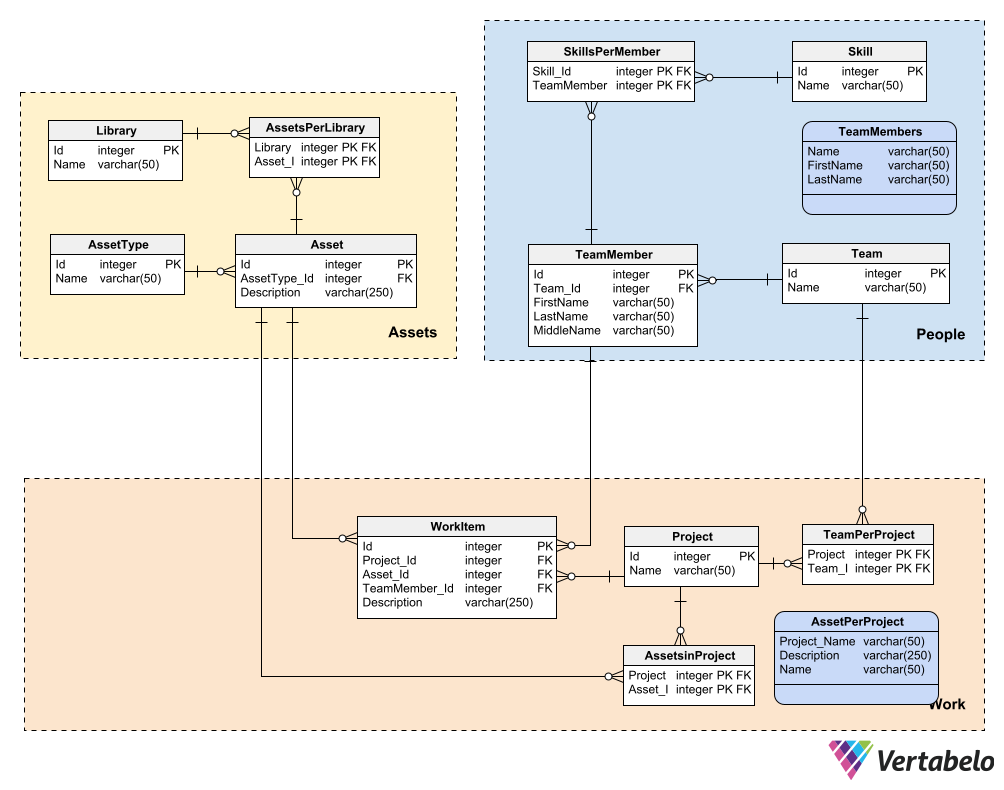 SkillsPerMember
Skill_Id integer PK FK
TeamMember integer PK FK
Skill
Id integer PK
Name varchar(50)
TeamMembers
Name varchar(50)
FirstName varchar(50)
LastName varchar(50)
TeamMember
Id integer PK
Team_Id integer FK
FirstName varchar(50)
LastName varchar(50)
MiddleName varchar(50)
Team
Id integer PK
Name varchar(50)
People
Library
Id integer PK
Name varchar(50)
AssetsPerLibrary
Library integer PK FK
Asset_I integer PK FK
AssetType
Id integer PK
Name varchar(50)
Asset
Id integer PK
AssetType_Id integer FK
Description varchar(250)
Assets
WorkItem
Id integer PK
Project_Id integer FK
Asset_Id integer FK
TeamMember_Id integer FK
Description varchar(250)
Project
Id integer PK
Name varchar(50)
TeamPerProject
Project integer PK FK
Team_I integer PK FK
AssetsinProject
Project integer PK FK
Asset_I integer PK FK
AssetPerProject
Project_Name varchar(50)
Description varchar(250)
Name varchar(50)
Work
Vertabelo